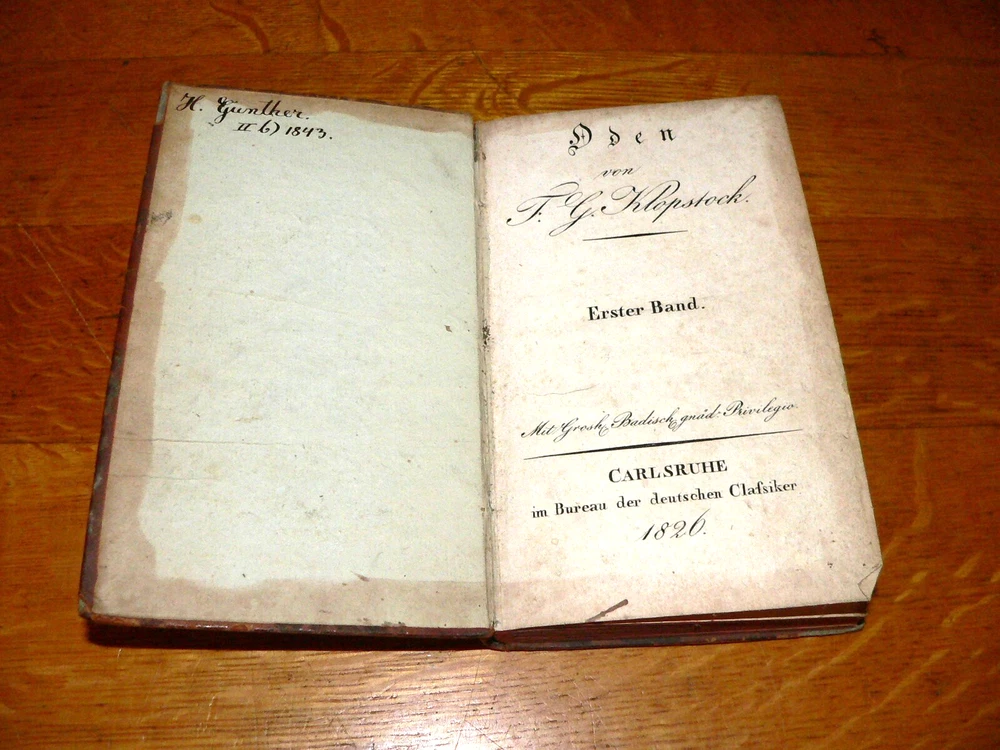 H. Gunther.
II b) 1843.
Oden
von
F. G. Klopstock.
Erster Band.
Mit Grosh. Badisch. gnäd. Privilegio.
CARLSRUHE
im Bureau der deutschen Claſsiker
1826.